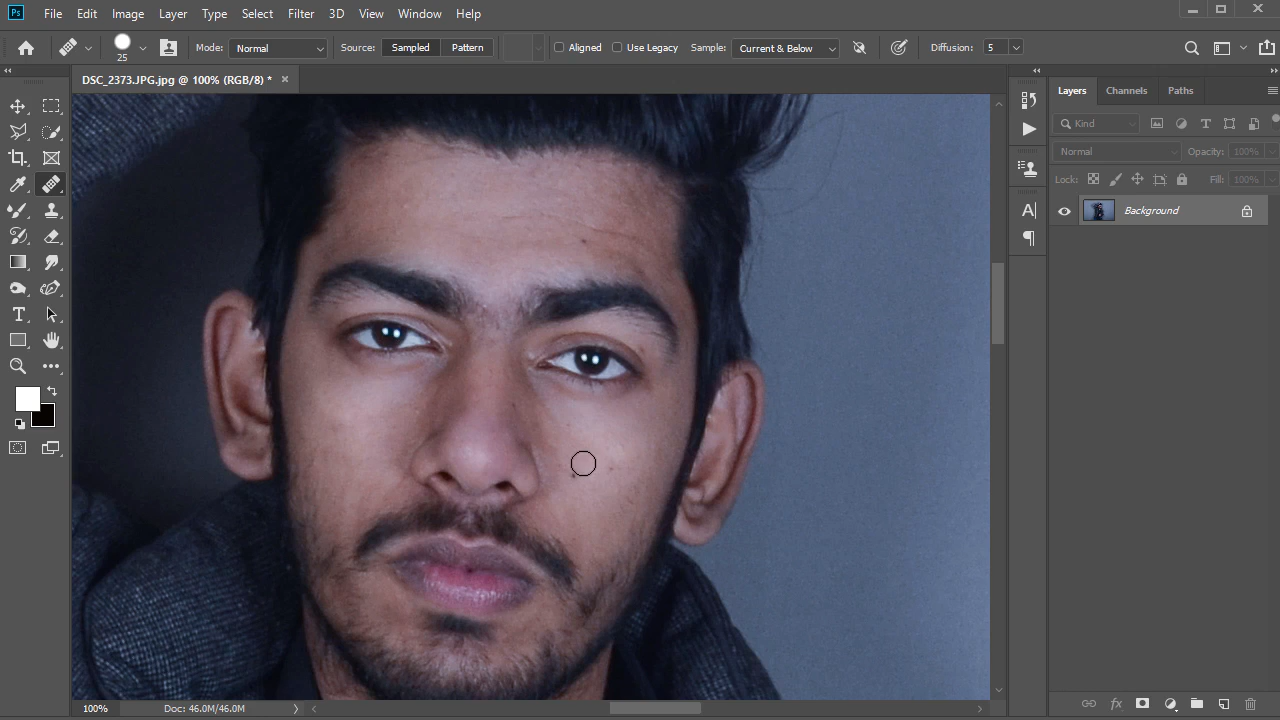 Ps File Edit Image Layer Type Select Filter 3D View Window Help
25 Mode: Normal Source: Sampled Pattern Aligned Use Legacy Sample: Current & Below Diffusion: 5
DSC_2373.JPG.jpg @ 100% (RGB/8) * ×
Layers Channels Paths
Kind
Normal Opacity: 100%
Lock: Fill: 100%
Background
100% Doc: 46.0M/46.0M